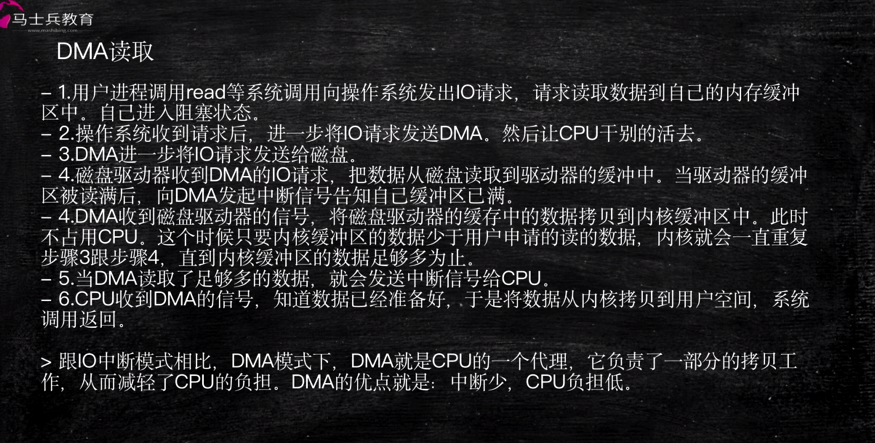 马士兵教育
DMA读取
– 1.用户进程调用read等系统调用向操作系统发出IO请求，请求读取数据到自己的内存缓冲
区中。自己进入阻塞状态。
– 2.操作系统收到请求后，进一步将IO请求发送DMA。然后让CPU干别的活去。
– 3.DMA进一步将IO请求发送给磁盘。
– 4.磁盘驱动器收到DMA的IO请求，把数据从磁盘读取到驱动器的缓冲中。当驱动器的缓冲
区被读满后，向DMA发起中断信号告知自己缓冲区已满。
– 4.DMA收到磁盘驱动器的信号，将磁盘驱动器的缓存中的数据拷贝到内核缓冲区中。此时
不占用CPU。这个时候只要内核缓冲区的数据少于用户申请的读的数据，内核就会一直重复
步骤3跟步骤4，直到内核缓冲区的数据足够多为止。
– 5.当DMA读取了足够多的数据，就会发送中断信号给CPU。
– 6.CPU收到DMA的信号，知道数据已经准备好，于是将数据从内核拷贝到用户空间，系统
调用返回。
> 跟IO中断模式相比，DMA模式下，DMA就是CPU的一个代理，它负责了一部分的拷贝工
作，从而减轻了CPU的负担。DMA的优点就是：中断少，CPU负担低。